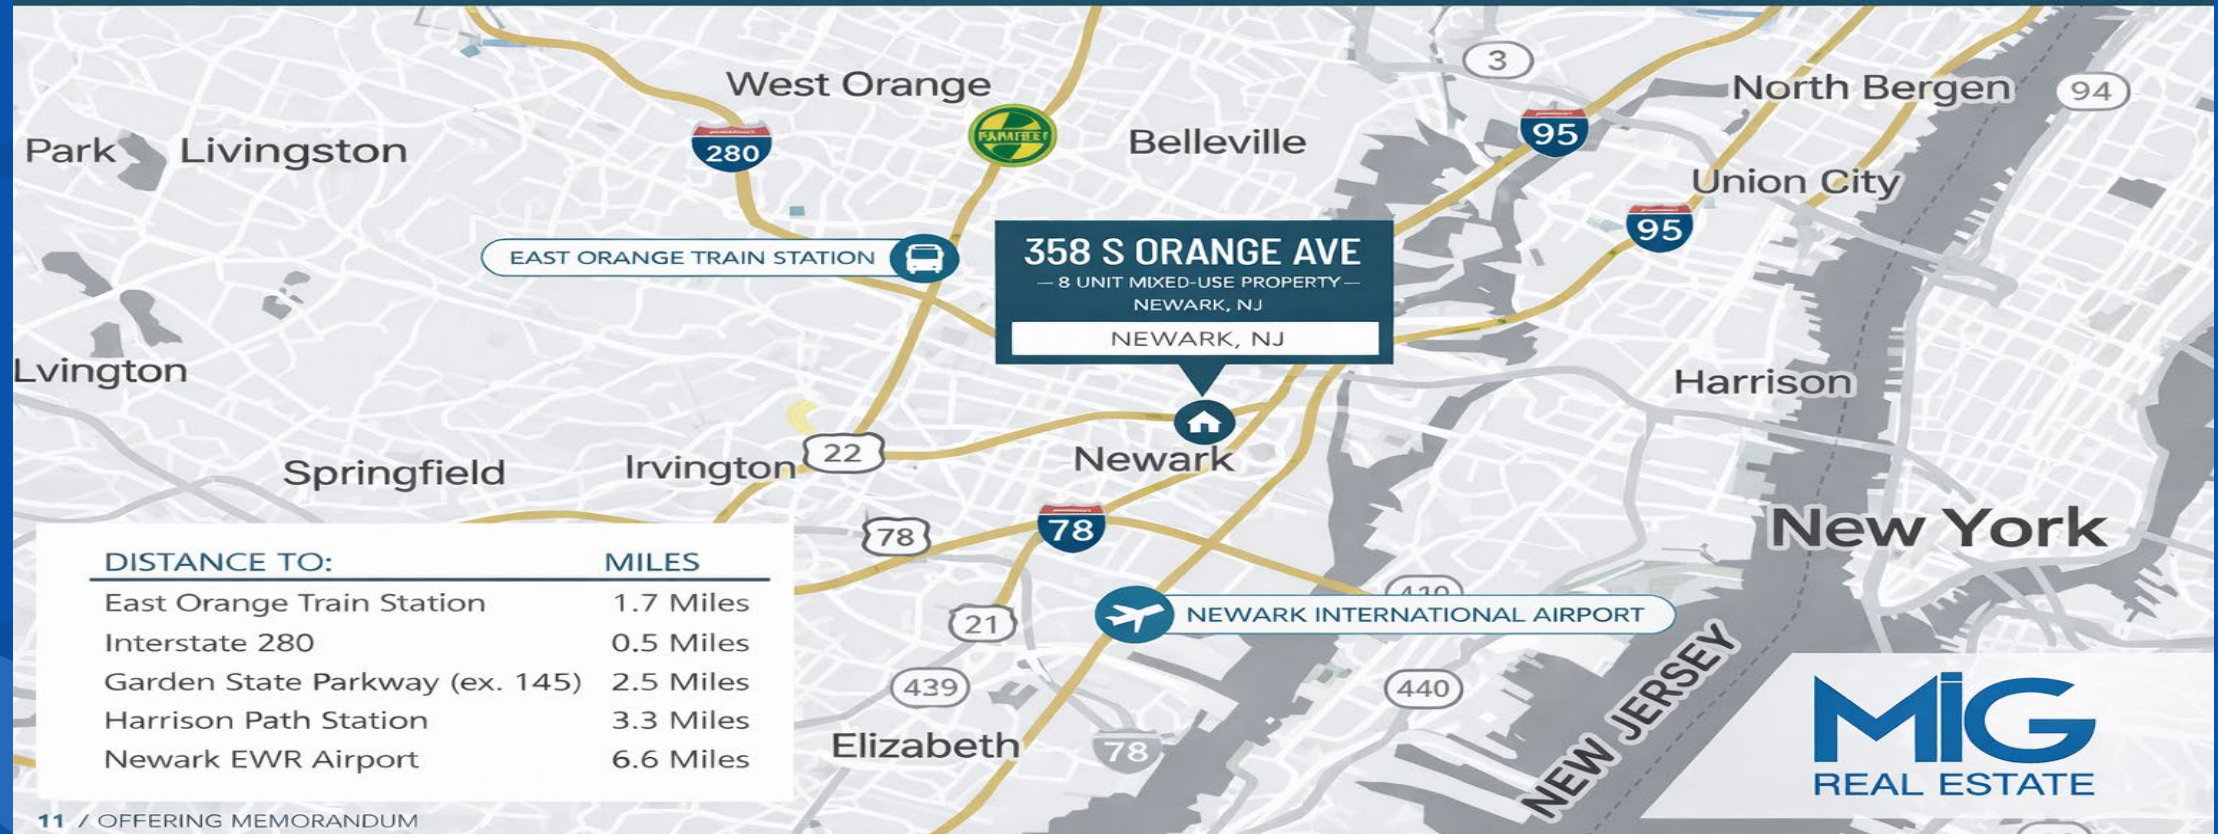 West Orange
3
North Bergen
94
280
95
Park
Livingston
Belleville
Union City
95
EAST ORANGE TRAIN STATION
358 S ORANGE AVE
— 8 UNIT MIXED-USE PROPERTY —
NEWARK, NJ
NEWARK, NJ
Lvington
Harrison
22
Springfield
Irvington
Newark
New York
78
78
DISTANCE TO: MILES
East Orange Train Station 1.7 Miles
Interstate 280 0.5 Miles
Garden State Parkway (ex. 145) 2.5 Miles
Harrison Path Station 3.3 Miles
Newark EWR Airport 6.6 Miles
21
NEWARK INTERNATIONAL AIRPORT
439
440
Elizabeth
78
NEW JERSEY
MiG
REAL ESTATE
11 / OFFERING MEMORANDUM